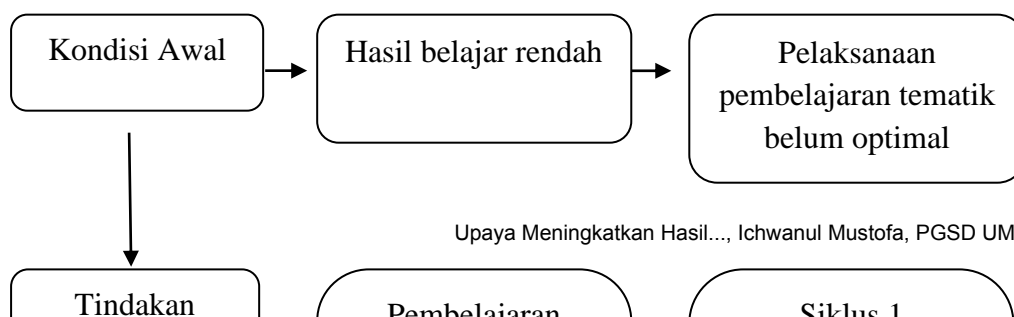 Kondisi Awal
Hasil belajar rendah
Pelaksanaan
pembelajaran tematik
belum optimal
Upaya Meningkatkan Hasil..., Ichwanul Mustofa, PGSD UM
Tindakan
Pembelajaran
Siklus 1